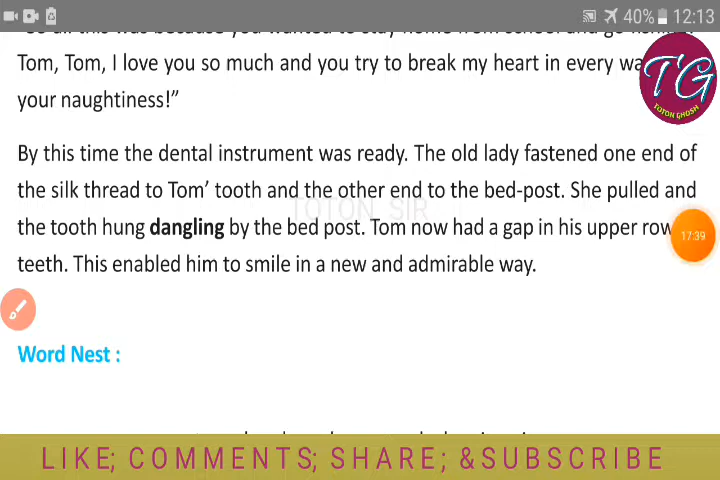 40% 12:13
Tom, Tom, I love you so much and you try to break my heart in every wa
your naughtiness!”
T'G
TOTON GHOSH
By this time the dental instrument was ready. The old lady fastened one end of
the silk thread to Tom’ tooth and the other end to the bed-post. She pulled and
TOTON SIR
the tooth hung dangling by the bed post. Tom now had a gap in his upper row
17:39
teeth. This enabled him to smile in a new and admirable way.
Word Nest :
LIKE; COMMENTS; SHARE; &SUBSCRIBE